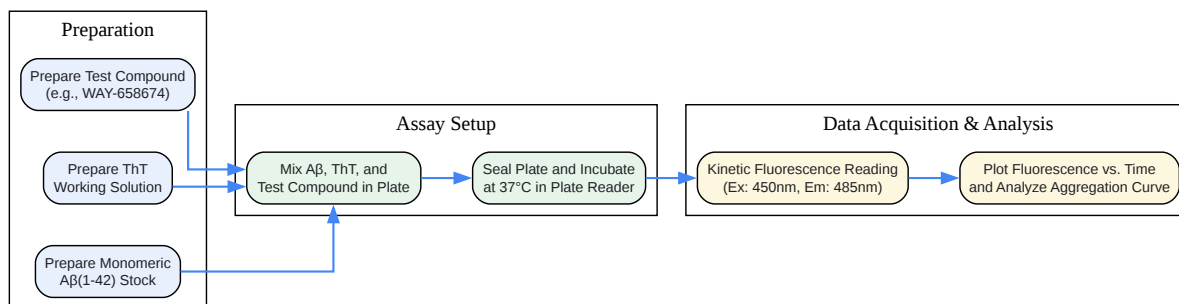 Preparation
Prepare Test Compound
(e.g., WAY-658674)
Prepare ThT
Working Solution
Prepare Monomeric
Aβ(1-42) Stock
Assay Setup
Mix Aβ, ThT, and
Test Compound in Plate
Seal Plate and Incubate
at 37°C in Plate Reader
Data Acquisition & Analysis
Kinetic Fluorescence Reading
(Ex: 450nm, Em: 485nm)
Plot Fluorescence vs. Time
and Analyze Aggregation Curve